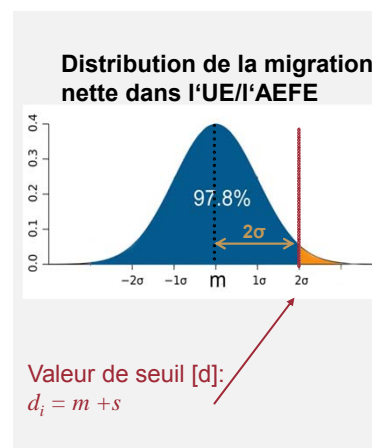 Distribution de la migration
nette dans l‘UE/l‘AEFE
0.4
0.3
0.2
0.1
0.0
97.8%
2σ
−2σ −1σ m 1σ 2σ
Valeur de seuil [d]:
di = m +s